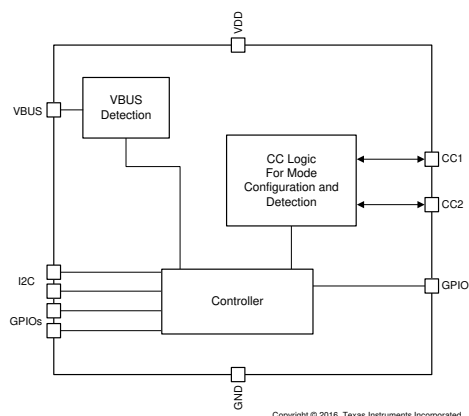 VDD
VBUS
VBUS
Detection
CC Logic
For Mode
Configuration and
Detection
CC1
CC2
I2C
GPIOs
Controller
GPIO
GND
Copyright © 2016, Texas Instruments Incorporated